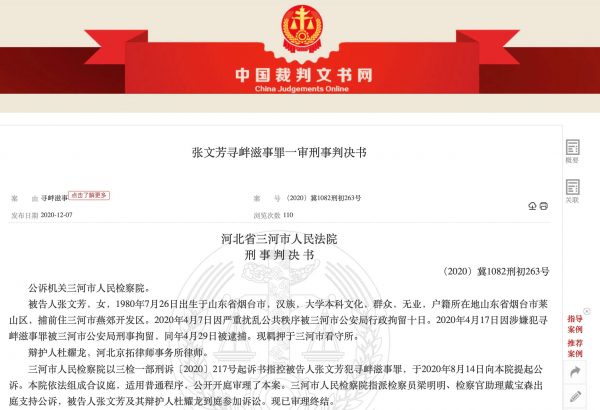 中国裁判文书网
China Judgements Online
张文芳寻衅滋事罪一审刑事判决书
概要
关联
案 由 寻衅滋事 点击了解更多
案 号 （2020）冀1082刑初263号
发布日期 2020-12-07
浏览次数 110
河北省三河市人民法院
刑 事 判 决 书
（2020）冀1082刑初263号
公诉机关三河市人民检察院。
被告人张文芳，女，1980年7月26日出生于山东省烟台市，汉族，大学本科文化，群众，无业，户籍所在地山东省烟台市莱
山区，捕前住三河市燕郊开发区。2020年4月7日因严重扰乱公共秩序被三河市公安局行政拘留十日。2020年4月17日因涉嫌犯寻
衅滋事罪被三河市公安局刑事拘留，同年4月29日被逮捕。现羁押于三河市看守所。
辩护人杜耀龙，河北京拓律师事务所律师。
三河市人民检察院以三检一部刑诉〔2020〕217号起诉书指控被告人张文芳犯寻衅滋事罪，于2020年8月14日向本院提起公
诉。本院依法组成合议庭，适用普通程序，公开开庭审理了本案。三河市人民检察院指派检察员梁明明、检察官助理戴宝森出
庭支持公诉，被告人张文芳及其辩护人杜耀龙到庭参加诉讼。现已审理终结。
指导
案例
推荐
案例